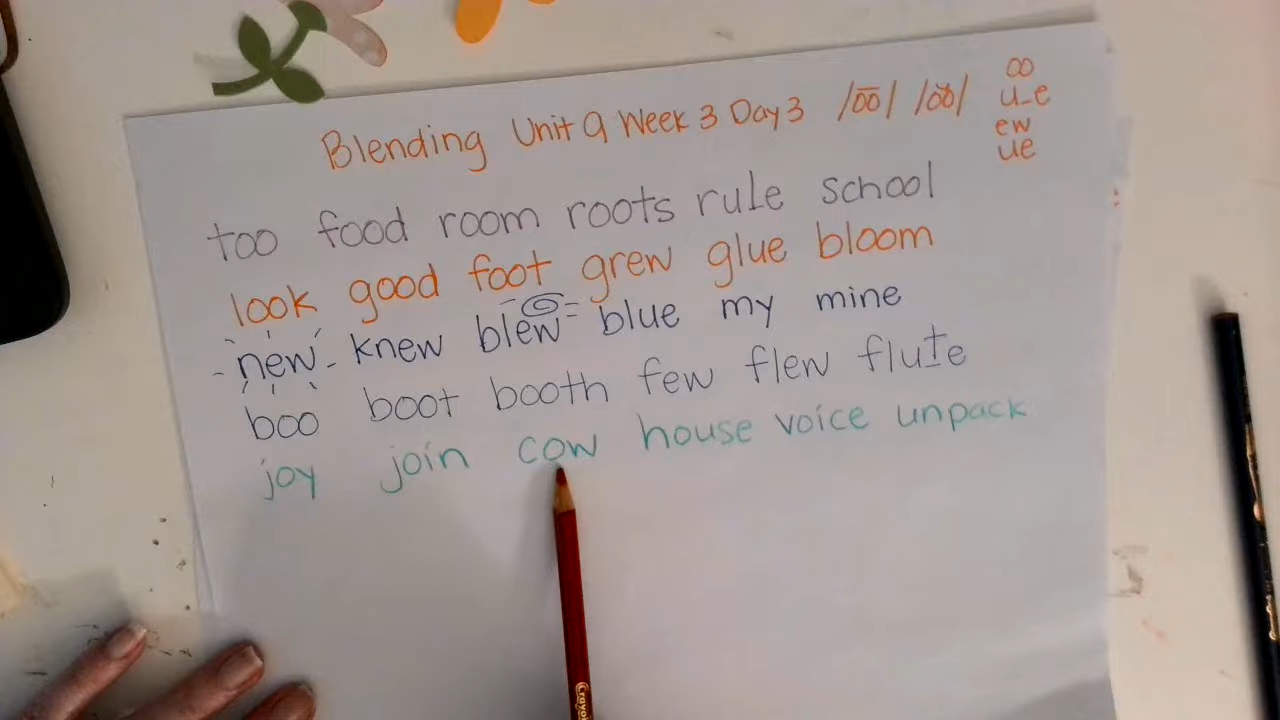 Blending Unit 9 Week 3 Day 3 /o͞o/ /o͝o/
oo
u_e
ew
ue
too food room roots rule school
look good foot grew glue bloom
new knew blew blue my mine
boo boot booth few flew flute
joy join cow house voice unpack
Crayola